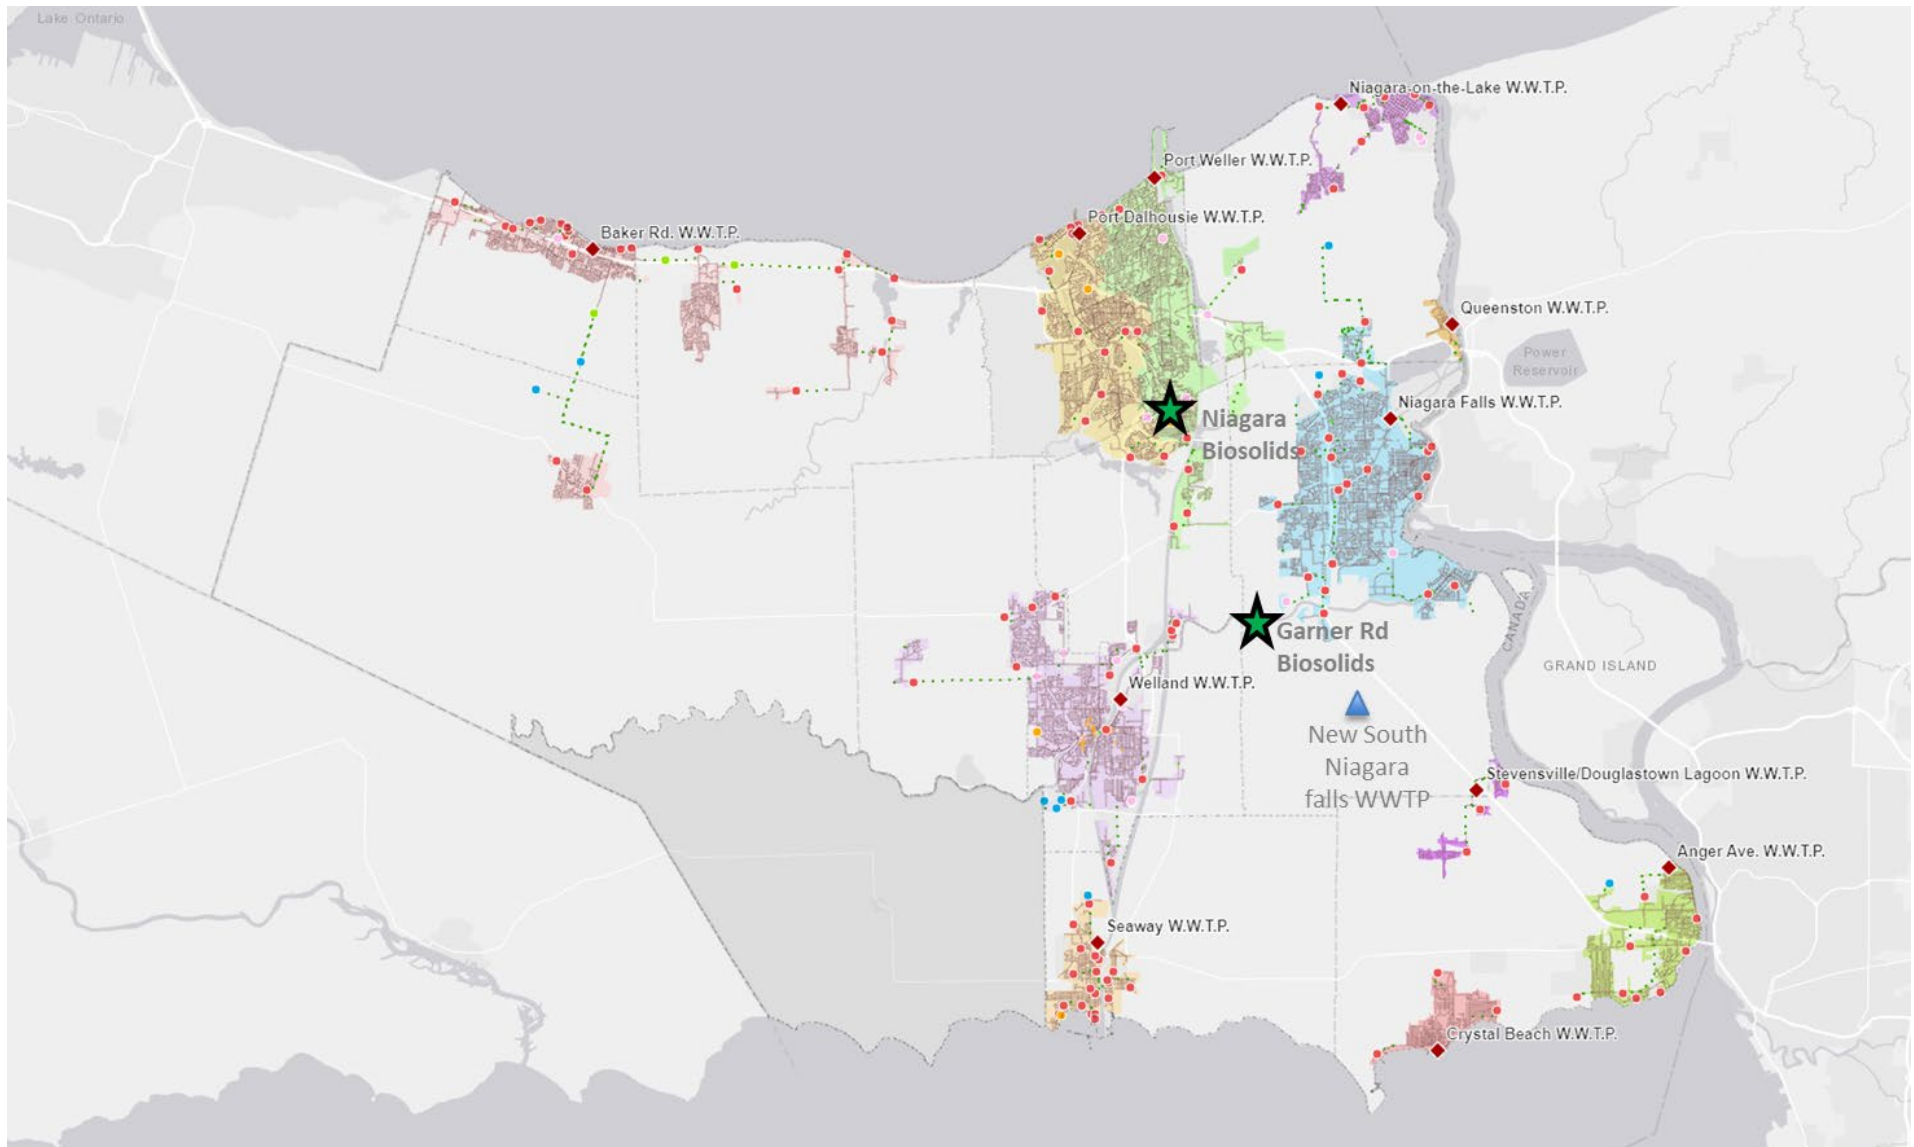 Lake Ontario
Niagara-on-the-Lake W.W.T.P.
Port Weller W.W.T.P.
Port Dalhousie W.W.T.P.
Baker Rd. W.W.T.P.
Queenston W.W.T.P.
Power
Reservoir
Niagara Falls W.W.T.P.
Niagara
Biosolids
Garner Rd
Biosolids
CANADA
GRAND ISLAND
Welland W.W.T.P.
New South
Niagara
falls WWTP
Stevensville/Douglastown Lagoon W.W.T.P.
Anger Ave. W.W.T.P.
Seaway W.W.T.P.
Crystal Beach W.W.T.P.